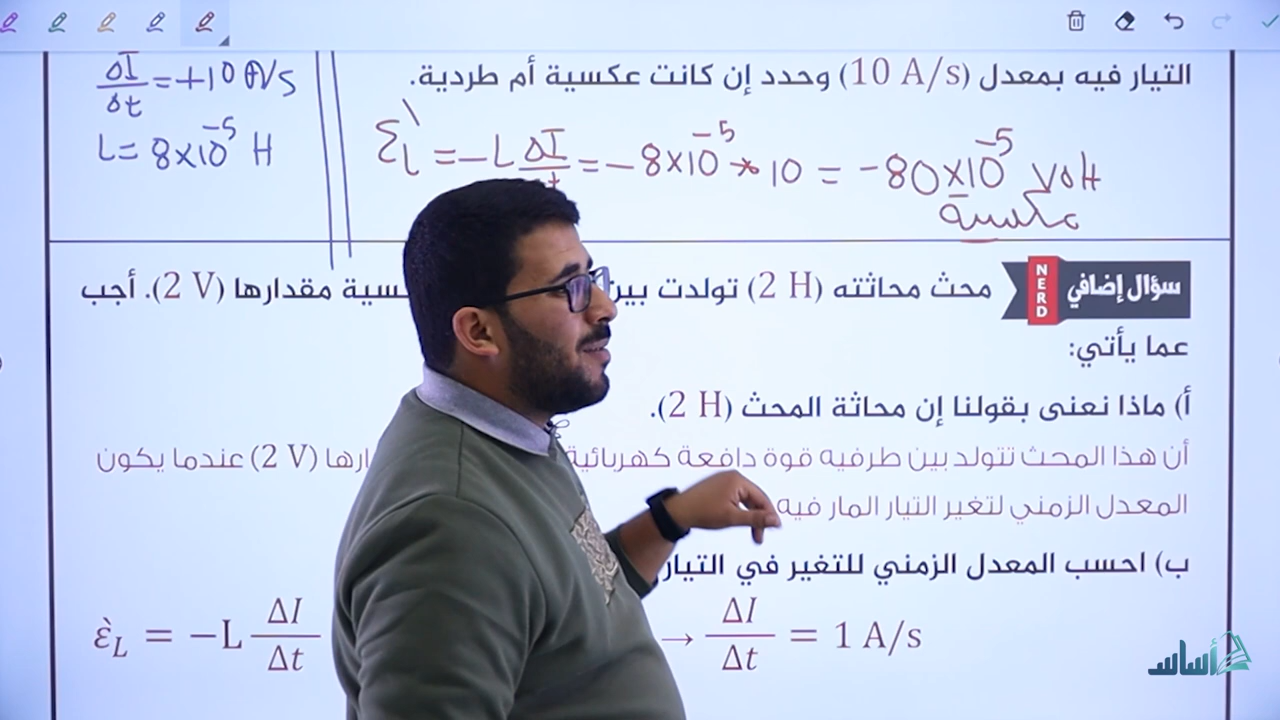 التيار فيه بمعدل (10 A/s) وحدد إن كانت عكسية أم طردية.
ΔI/Δt = +10 A/s
L = 8×10⁻⁵ H
ὲ_L = −L ΔI = −8×10⁻⁵ * 10 = −80×10⁻⁵ volt
عكسية
سؤال إضافي NERD محث محاثته (2 H) تولدت بين سية مقدارها (2 V). أجب
عما يأتي:
أ) ماذا نعنى بقولنا إن محاثة المحث (2 H).
أن هذا المحث تتولد بين طرفيه قوة دافعة كهربائية ارها (2 V) عندما يكون
المعدل الزمني لتغير التيار المار فيه
ب) احسب المعدل الزمني للتغير في التيار
ὲ_L = −L ΔI/Δt → ΔI/Δt = 1 A/s
أساس